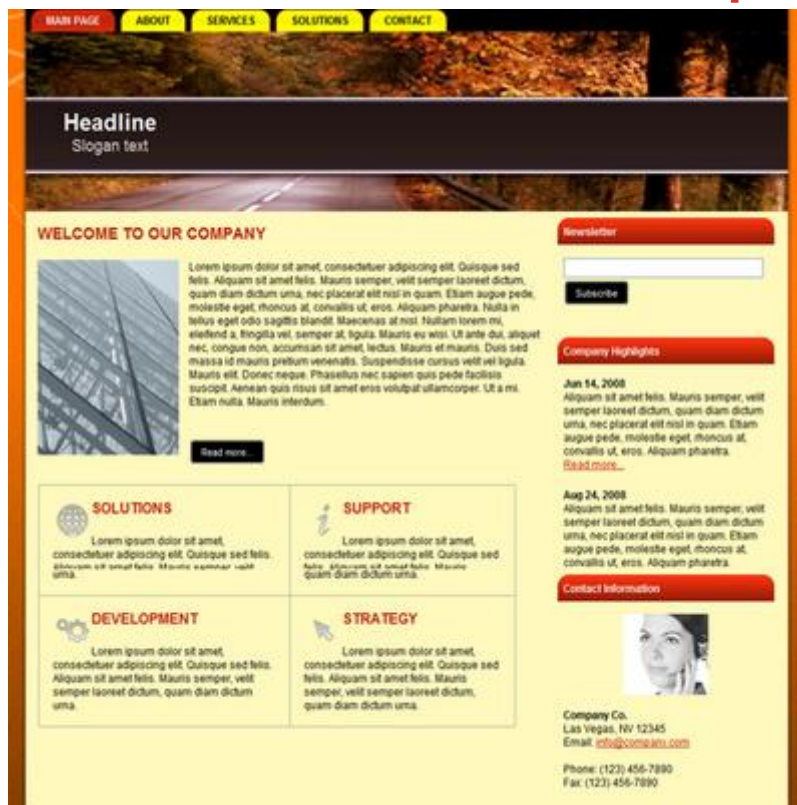 MAIN PAGE
ABOUT
SERVICES
SOLUTIONS
CONTACT
Headline
Slogan text
WELCOME TO OUR COMPANY
Lorem ipsum dolor sit amet, consectetuer adipiscing elit. Quisque sed
felis. Aliquam sit amet felis. Mauris semper, velit semper laoreet dictum,
quam diam dictum urna, nec placerat elit nisl in quam. Etiam augue pede,
molestie eget, rhoncus at, convallis ut, eros. Aliquam pharetra. Nulla in
tellus eget odio sagittis blandit. Maecenas at nisl. Nullam lorem mi,
eleifend a, fringilla vel, semper at, ligula. Mauris eu wisi. Ut ante dui, aliquet
nec, congue non, accumsan sit amet, lectus. Mauris et mauris. Duis sed
massa id mauris pretium venenatis. Suspendisse cursus velit vel ligula.
Mauris elit. Donec neque. Phasellus nec sapien quis pede facilisis
suscipit. Aenean quis risus sit amet eros volutpat ullamcorper. Ut a mi.
Etiam nulla. Mauris interdum.
Read more...
SOLUTIONS
Lorem ipsum dolor sit amet,
consectetuer adipiscing elit. Quisque sed felis.
Aliquam sit amet felis. Mauris semper, velit
urna.
SUPPORT
Lorem ipsum dolor sit amet,
consectetuer adipiscing elit. Quisque sed
felis. Aliquam sit amet felis. Mauris
quam diam dictum urna.
DEVELOPMENT
Lorem ipsum dolor sit amet,
consectetuer adipiscing elit. Quisque sed felis.
Aliquam sit amet felis. Mauris semper, velit
semper laoreet dictum, quam diam dictum
urna.
STRATEGY
Lorem ipsum dolor sit amet,
consectetuer adipiscing elit. Quisque sed
felis. Aliquam sit amet felis. Mauris
semper, velit semper laoreet dictum,
quam diam dictum urna.
Newsletter
Subscribe
Company Highlights
Jun 14, 2008
Aliquam sit amet felis. Mauris semper, velit
semper laoreet dictum, quam diam dictum
urna, nec placerat elit nisl in quam. Etiam
augue pede, molestie eget, rhoncus at,
convallis ut, eros. Aliquam pharetra.
Read more...
Aug 24, 2008
Aliquam sit amet felis. Mauris semper, velit
semper laoreet dictum, quam diam dictum
urna, nec placerat elit nisl in quam. Etiam
augue pede, molestie eget, rhoncus at,
convallis ut, eros. Aliquam pharetra.
Contact Information
Company Co.
Las Vegas, NV 12345
Email: info@company.com
Phone: (123) 456-7890
Fax: (123) 456-7890